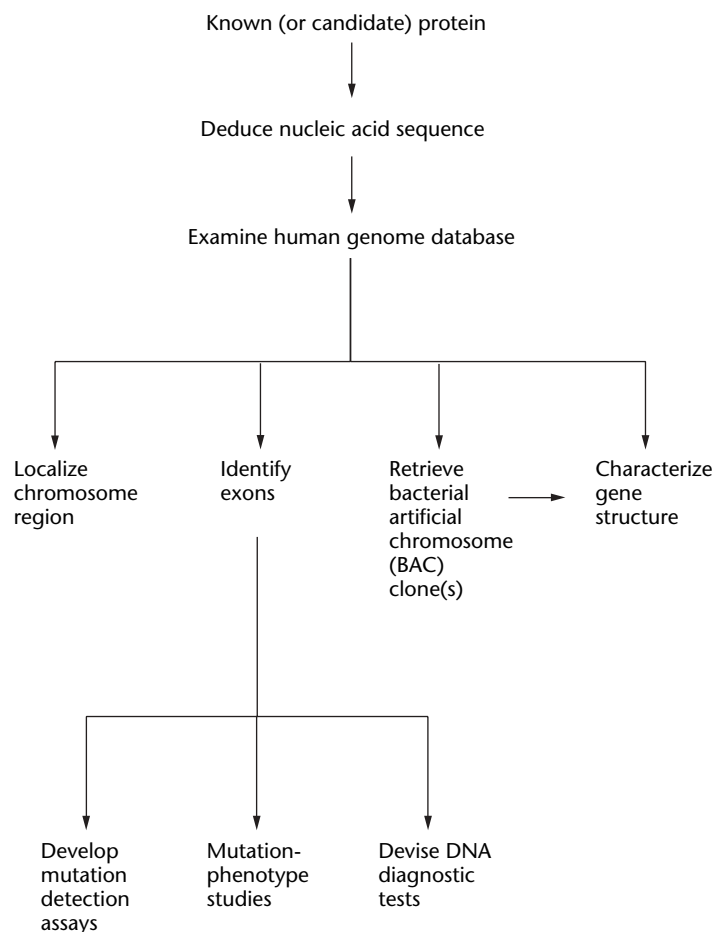 Known (or candidate) protein
Deduce nucleic acid sequence
Examine human genome database
Localize
chromosome
region
Identify
exons
Retrieve
bacterial
artificial
chromosome
(BAC)
clone(s)
Characterize
gene
structure
Develop
mutation
detection
assays
Mutation-
phenotype
studies
Devise DNA
diagnostic
tests